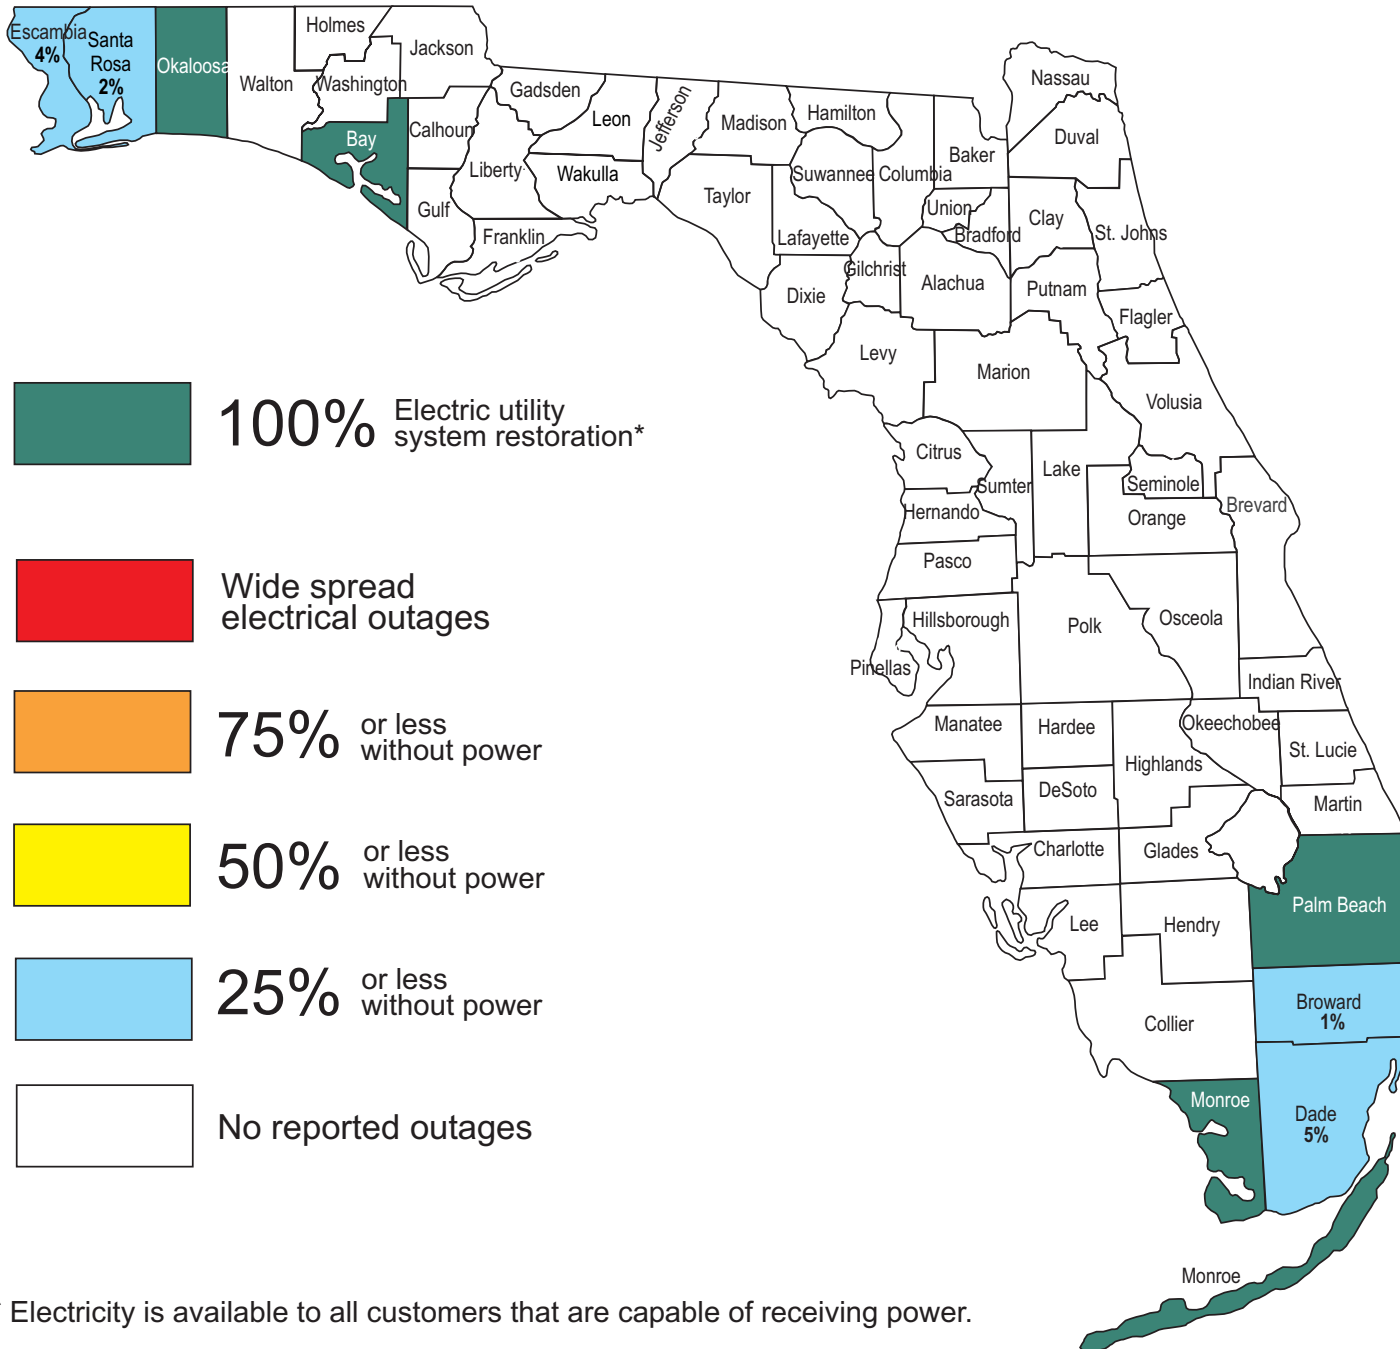 Escambia
4%
Santa
Rosa
2%
Okaloosa
Walton
Holmes
Washington
Jackson
Bay
Calhoun
Gulf
Liberty
Gadsden
Franklin
Leon
Wakulla
Jefferson
Madison
Taylor
Hamilton
Suwannee
Lafayette
Dixie
Columbia
Gilchrist
Baker
Union
Bradford
Alachua
Levy
Nassau
Duval
Clay
St. Johns
Putnam
Flagler
Marion
Volusia
Citrus
Sumter
Lake
Seminole
Orange
Brevard
Hernando
Pasco
Hillsborough
Pinellas
Polk
Osceola
Indian River
Manatee
Hardee
Highlands
Okeechobee
St. Lucie
Sarasota
DeSoto
Martin
Charlotte
Glades
Lee
Hendry
Palm Beach
Broward
1%
Collier
Monroe
Dade
5%
Monroe
100% Electric utility
system restoration*
Wide spread
electrical outages
75% or less
without power
50% or less
without power
25% or less
without power
No reported outages
* Electricity is available to all customers that are capable of receiving power.